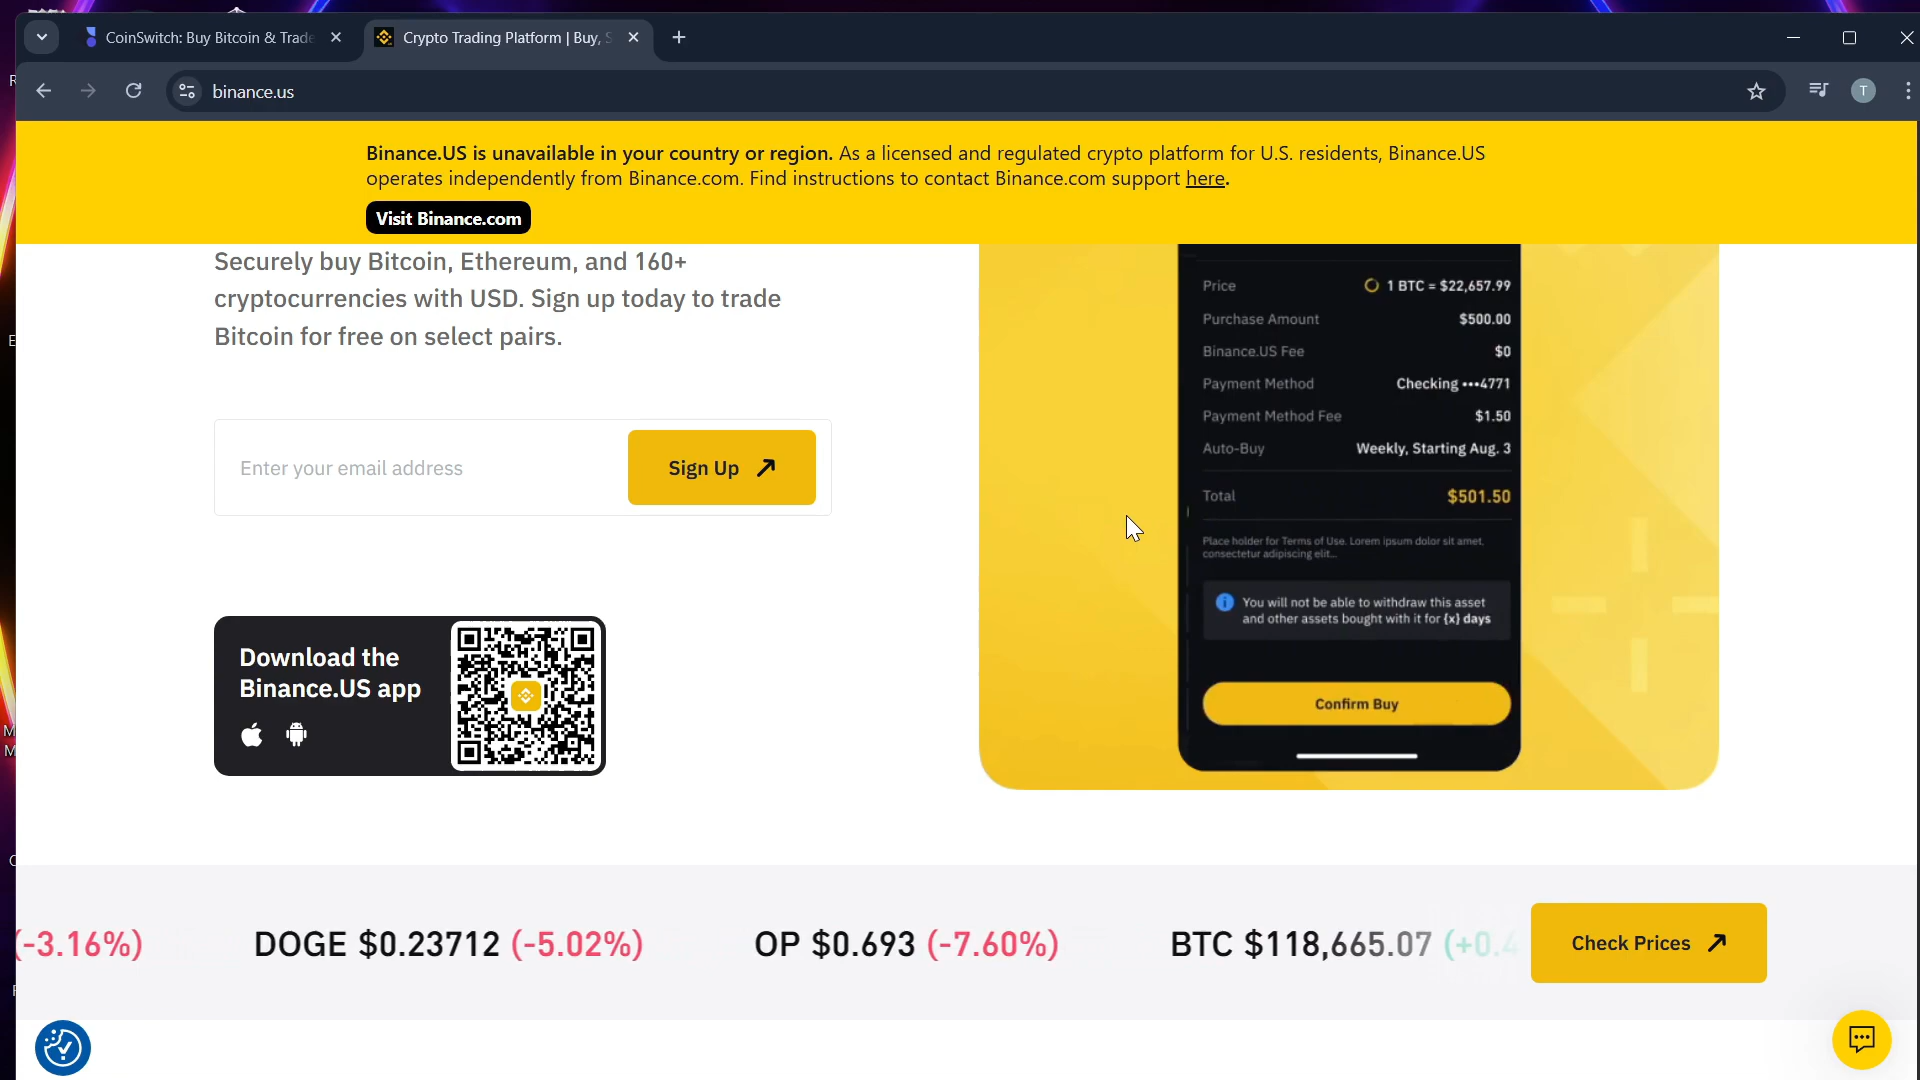 CoinSwitch: Buy Bitcoin & Trade
Crypto Trading Platform | Buy, S
binance.us
T
Binance.US is unavailable in your country or region. As a licensed and regulated crypto platform for U.S. residents, Binance.US
operates independently from Binance.com. Find instructions to contact Binance.com support here.
Visit Binance.com
Securely buy Bitcoin, Ethereum, and 160+
cryptocurrencies with USD. Sign up today to trade
Bitcoin for free on select pairs.
Enter your email address
Sign Up
Download the
Binance.US app
Price 1 BTC = $22,657.99
Purchase Amount $500.00
Binance.US Fee $0
Payment Method Checking •••4771
Payment Method Fee $1.50
Auto-Buy Weekly, Starting Aug. 3
Total $501.50
Place holder for Terms of Use. Lorem ipsum dolor sit amet,
consectetur adipiscing elit...
You will not be able to withdraw this asset
and other assets bought with it for {x} days
Confirm Buy
(-3.16%) DOGE $0.23712 (-5.02%) OP $0.693 (-7.60%) BTC $118,665.07 (+0.4
Check Prices